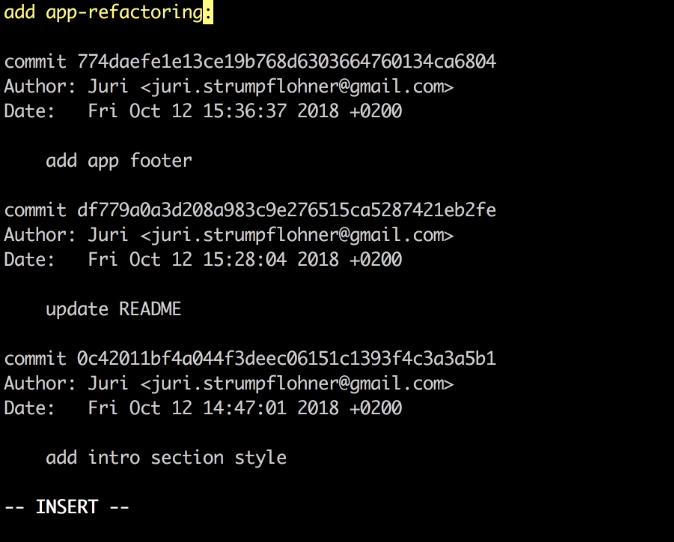 add app-refactoring:
commit 774daefe1e13ce19b768d6303664760134ca6804
Author: Juri <juri.strumpflohner@gmail.com>
Date:   Fri Oct 12 15:36:37 2018 +0200
add app footer
commit df779a0a3d208a983c9e276515ca5287421eb2fe
Author: Juri <juri.strumpflohner@gmail.com>
Date:   Fri Oct 12 15:28:04 2018 +0200
update README
commit 0c42011bf4a044f3deec06151c1393f4c3a3a5b1
Author: Juri <juri.strumpflohner@gmail.com>
Date:   Fri Oct 12 14:47:01 2018 +0200
add intro section style
-- INSERT --